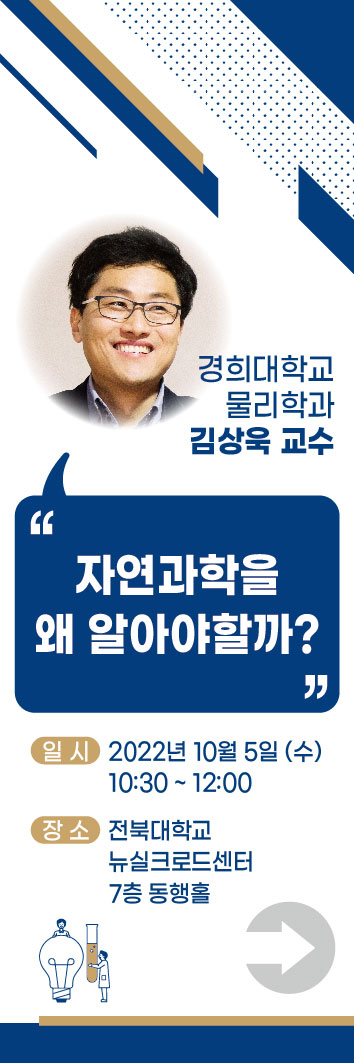 경희대학교
물리학과
김상욱 교수
“
자연과학을
왜 알아야할까?
”
일 시 2022년 10월 5일 (수)
10:30 ~ 12:00
장 소 전북대학교
뉴실크로드센터
7층 동행홀